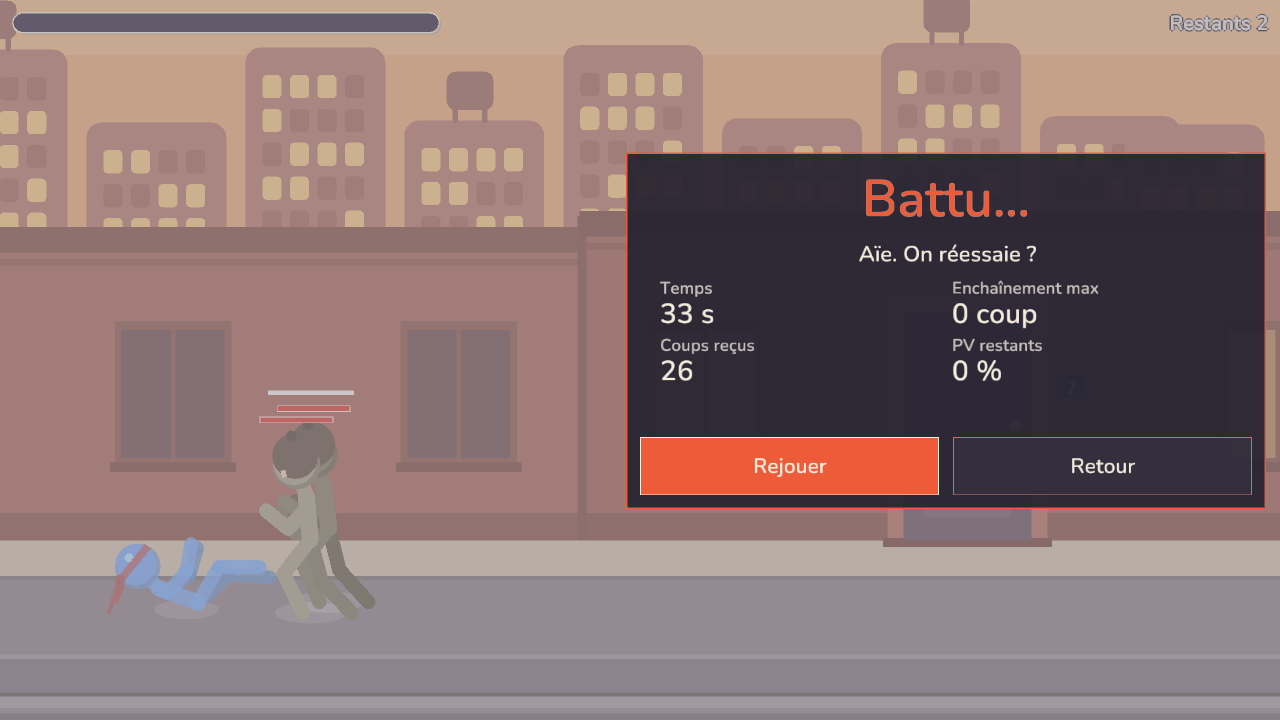 Restants 2
Battu...
Aïe. On réessaie ?
Temps
33 s
Enchaînement max
0 coup
Coups reçus
26
PV restants
0 %
7
Rejouer
Retour